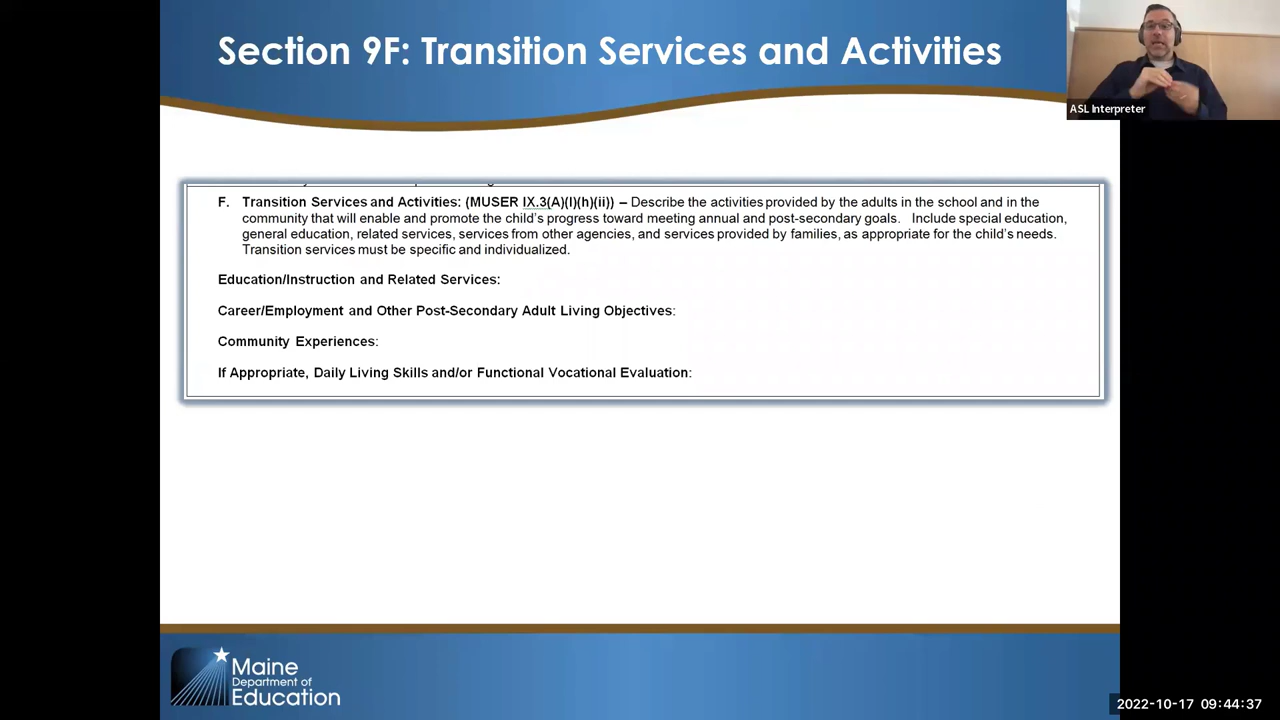 Section 9F: Transition Services and Activities
ASL Interpreter
F. Transition Services and Activities: (MUSER IX.3(A)(I)(h)(ii)) – Describe the activities provided by the adults in the school and in the
community that will enable and promote the child's progress toward meeting annual and post-secondary goals. Include special education,
general education, related services, services from other agencies, and services provided by families, as appropriate for the child's needs.
Transition services must be specific and individualized.
Education/Instruction and Related Services:
Career/Employment and Other Post-Secondary Adult Living Objectives:
Community Experiences:
If Appropriate, Daily Living Skills and/or Functional Vocational Evaluation:
Maine
Department of
Education
2022-10-17 09:44:37